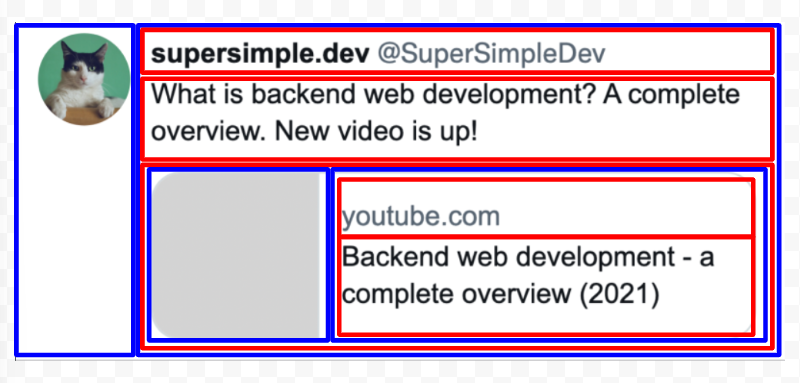 supersimple.dev @SuperSimpleDev
What is backend web development? A complete
overview. New video is up!
youtube.com
Backend web development - a
complete overview (2021)